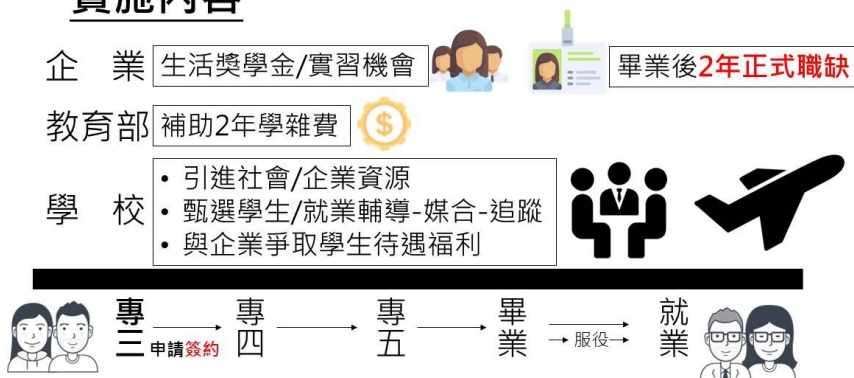 實施內容
企業 生活獎學金/實習機會 畢業後2年正式職缺
教育部 補助2年學雜費 $
學校
• 引進社會/企業資源
• 甄選學生/就業輔導-媒合-追蹤
• 與企業爭取學生待遇福利
專三 申請簽約 專四 專五 畢業 服役 就業